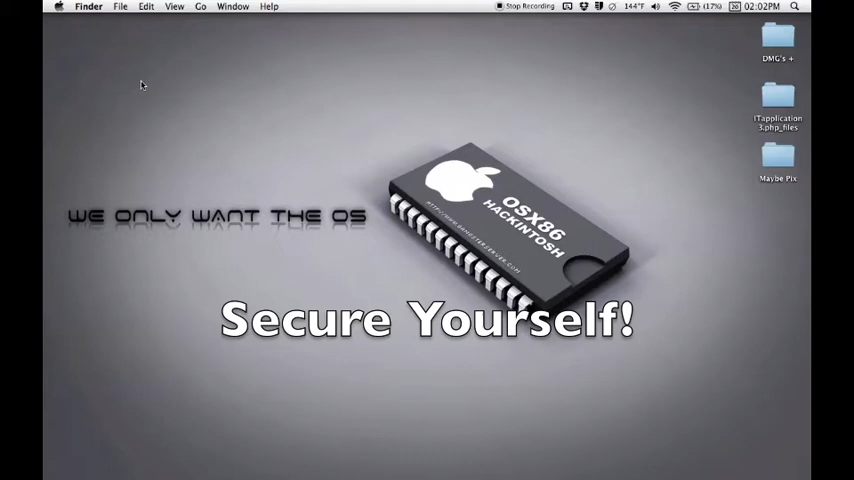 Finder File Edit View Go Window Help
Stop Recording 144°F (17%) 20 02:02PM
DMG's +
ITapplication
3.php_files
Maybe Pix
WE ONLY WANT THE OS
OSX86
HACKINTOSH
Secure Yourself!